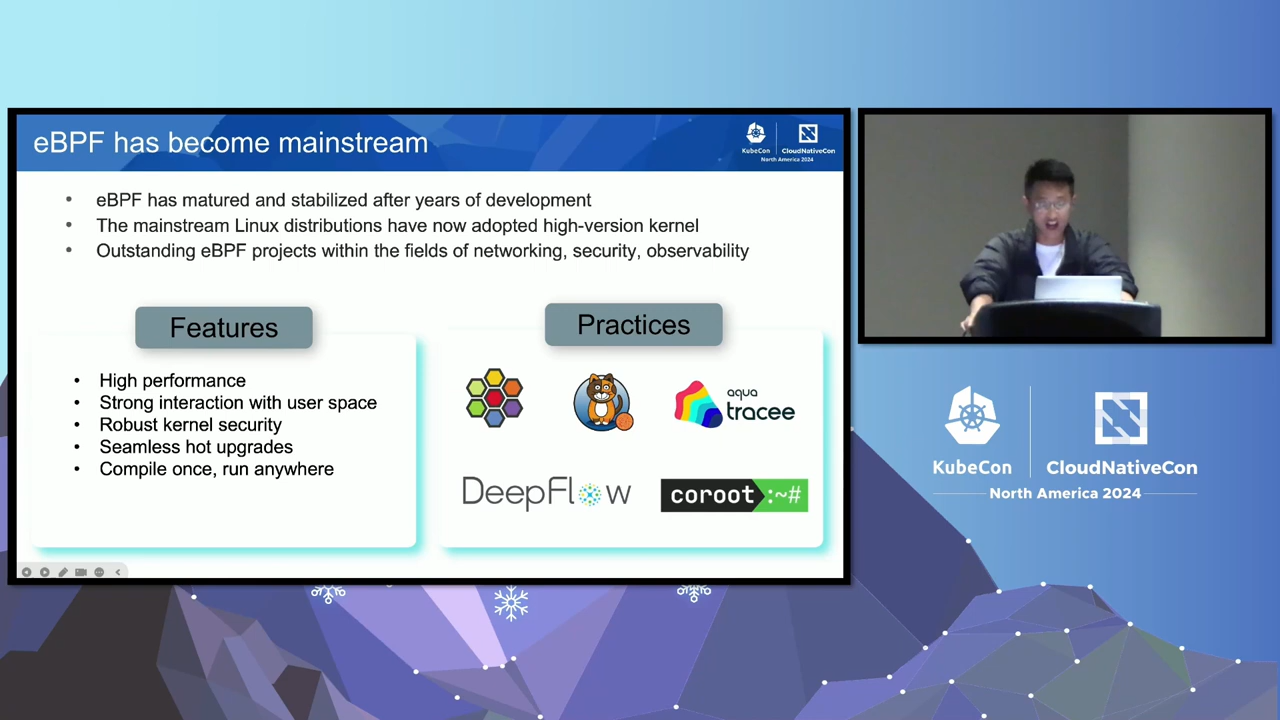 eBPF has become mainstream
KubeCon
CloudNativeCon
North America 2024
• eBPF has matured and stabilized after years of development
• The mainstream Linux distributions have now adopted high-version kernel
• Outstanding eBPF projects within the fields of networking, security, observability
Features
• High performance
• Strong interaction with user space
• Robust kernel security
• Seamless hot upgrades
• Compile once, run anywhere
Practices
aqua
tracee
DeepFlow
coroot:~#
KubeCon
CloudNativeCon
North America 2024